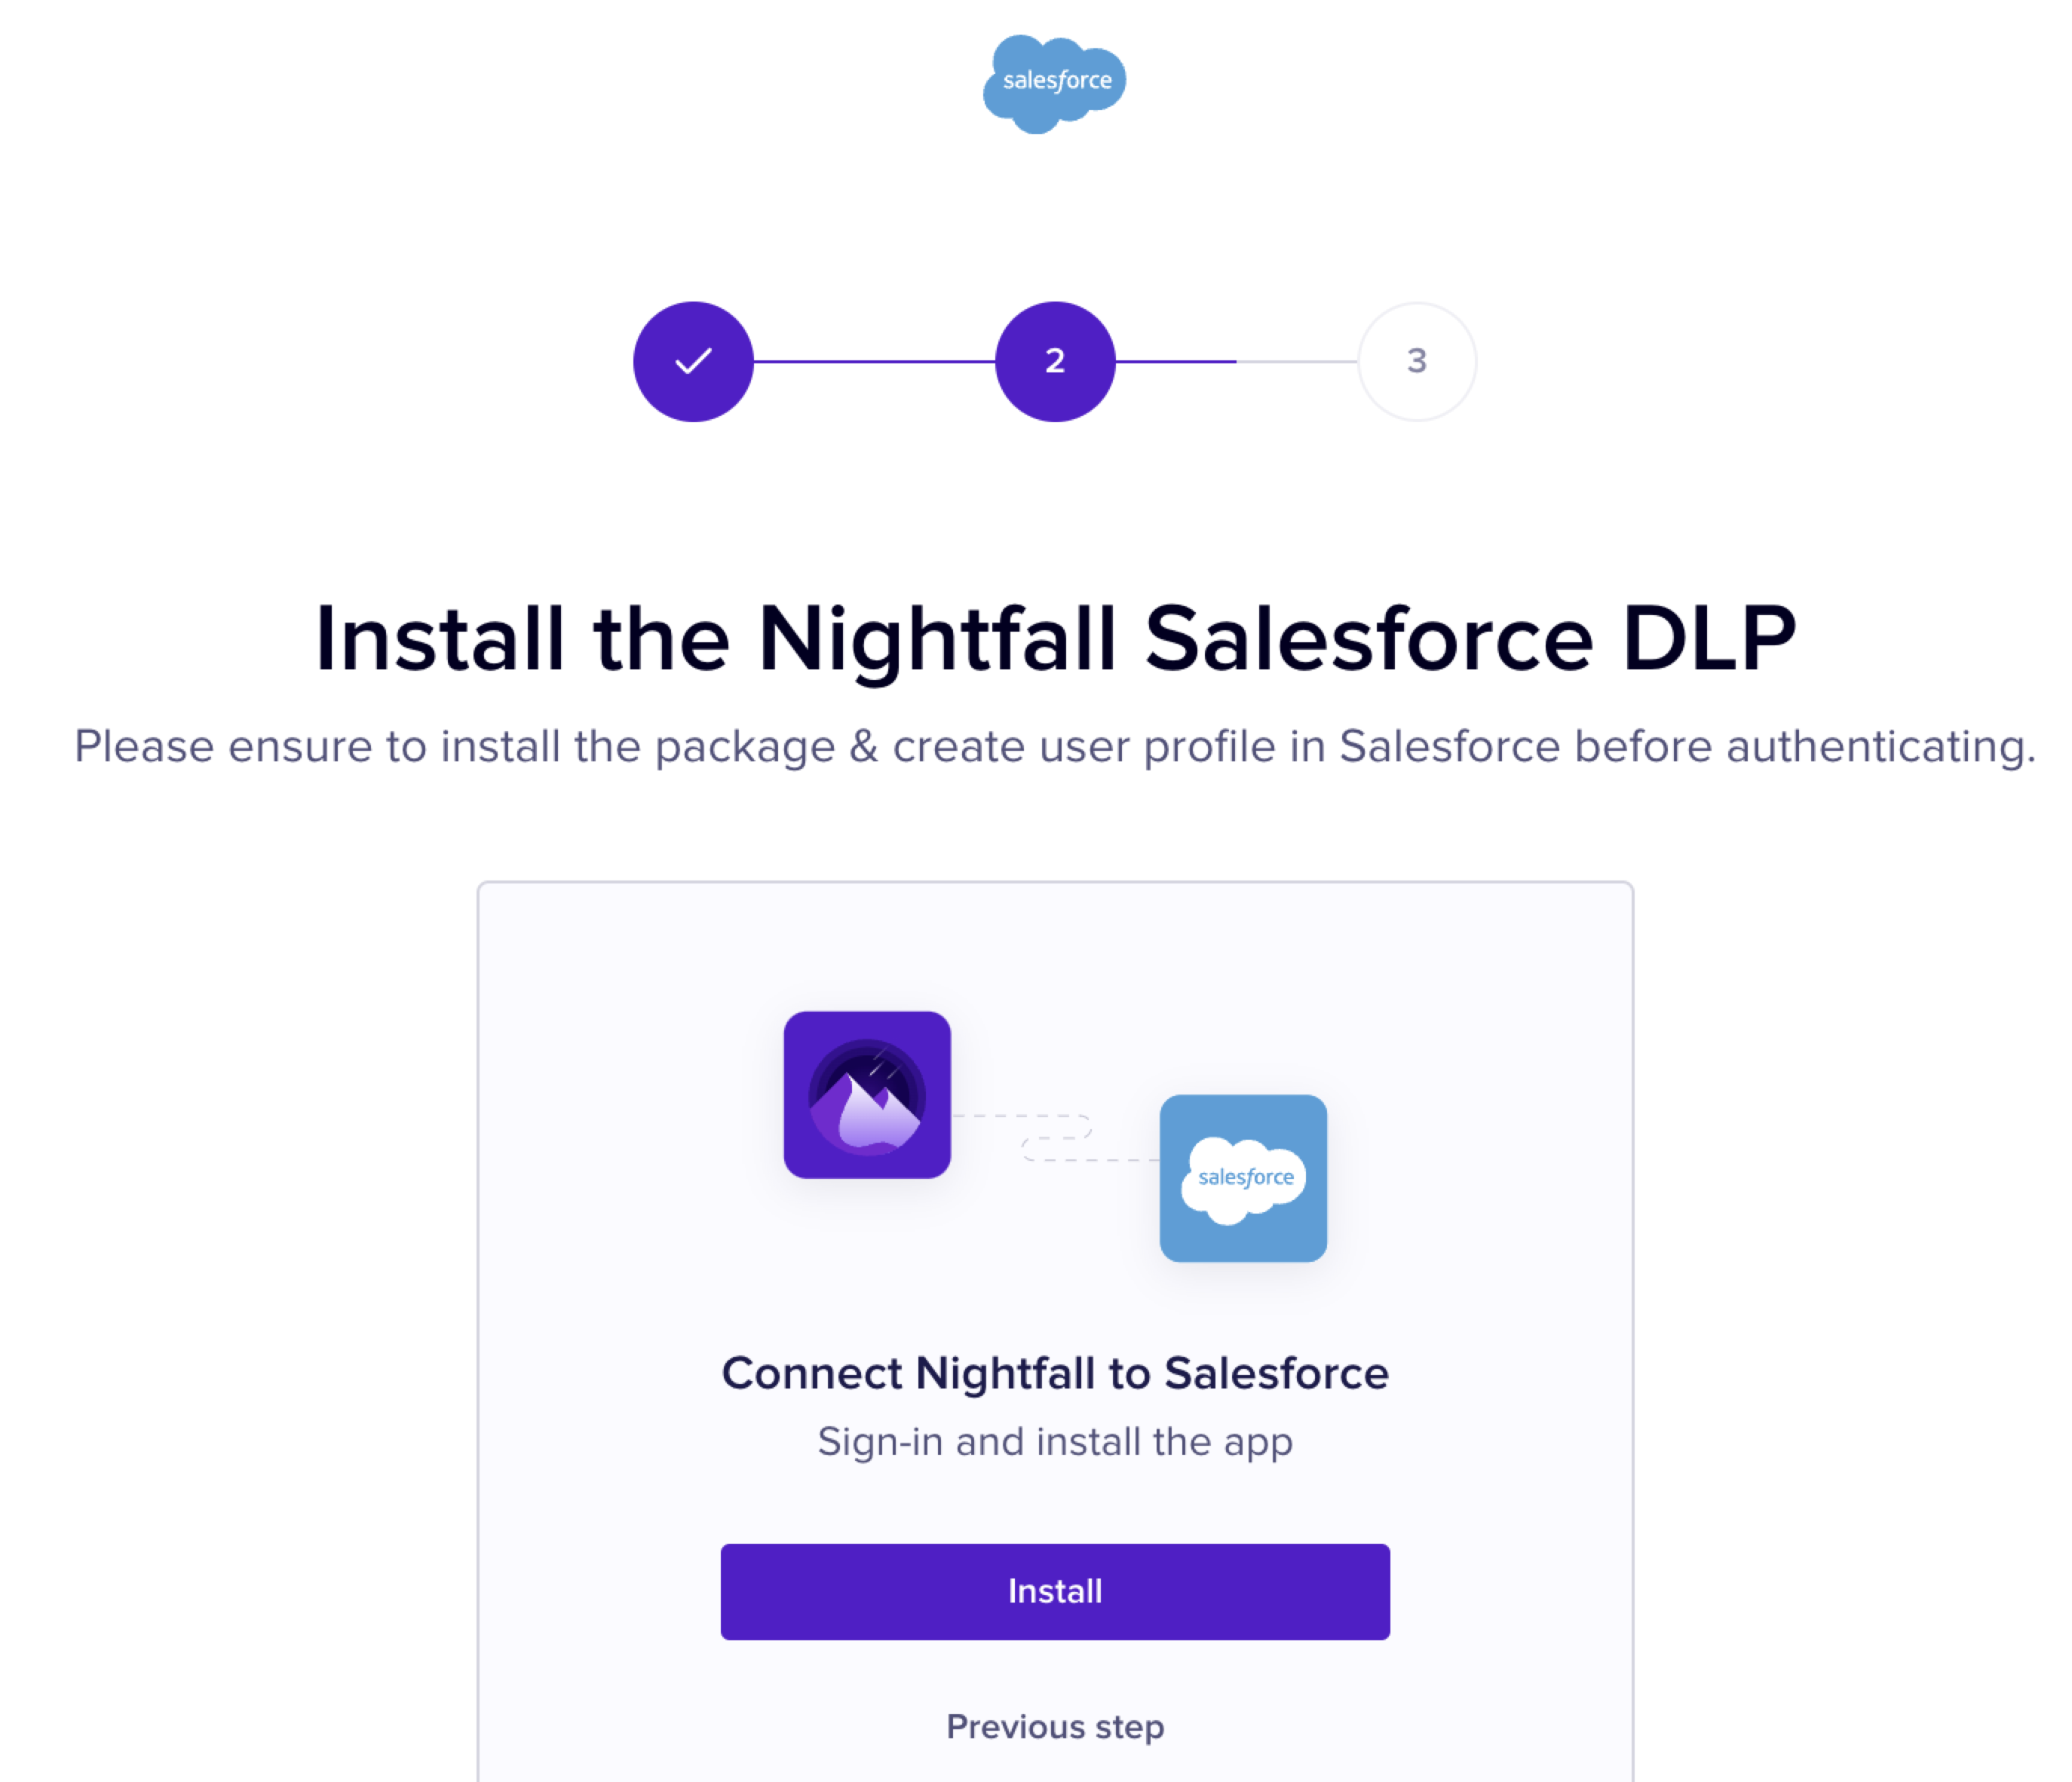 salesforce
2
3
Install the Nightfall Salesforce DLP
Please ensure to install the package & create user profile in Salesforce before authenticating.
salesforce
Connect Nightfall to Salesforce
Sign-in and install the app
Install
Previous step